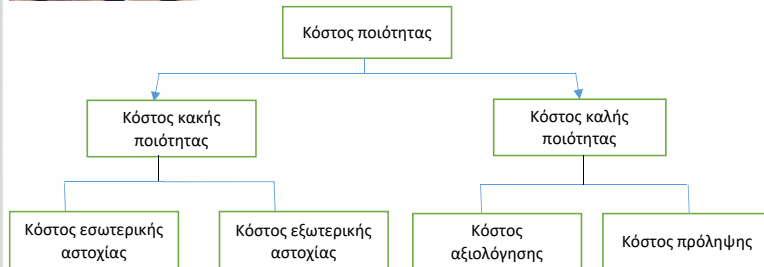 Κόστος ποιότητας
Κόστος κακής
ποιότητας
Κόστος καλής
ποιότητας
Κόστος εσωτερικής
αστοχίας
Κόστος εξωτερικής
αστοχίας
Κόστος
αξιολόγησης
Κόστος πρόληψης